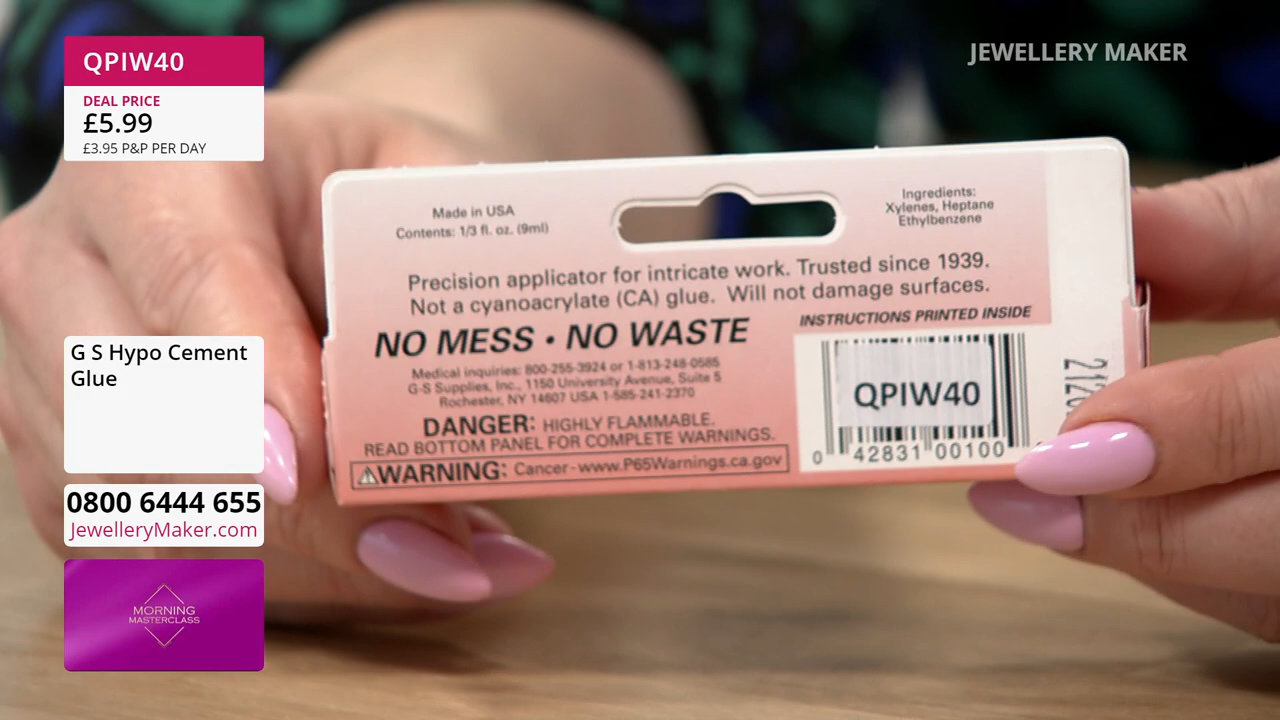 QPIW40
DEAL PRICE
£5.99
£3.95 P&P PER DAY
JEWELLERY MAKER
Made in USA
Contents: 1/3 fl. oz. (9ml)
Ingredients:
Xylenes, Heptane
Ethylbenzene
Precision applicator for intricate work. Trusted since 1939.
Not a cyanoacrylate (CA) glue. Will not damage surfaces.
NO MESS • NO WASTE
INSTRUCTIONS PRINTED INSIDE
Medical inquiries: 800-255-3924 or 1-813-248-0585
G-S Supplies, Inc., 1150 University Avenue, Suite 5
Rochester, NY 14607 USA 1-585-241-2370
DANGER: HIGHLY FLAMMABLE.
READ BOTTOM PANEL FOR COMPLETE WARNINGS.
WARNING: Cancer - www.P65Warnings.ca.gov
QPIW40
0 42831 00100
G S Hypo Cement
Glue
0800 6444 655
JewelleryMaker.com
MORNING
MASTERCLASS